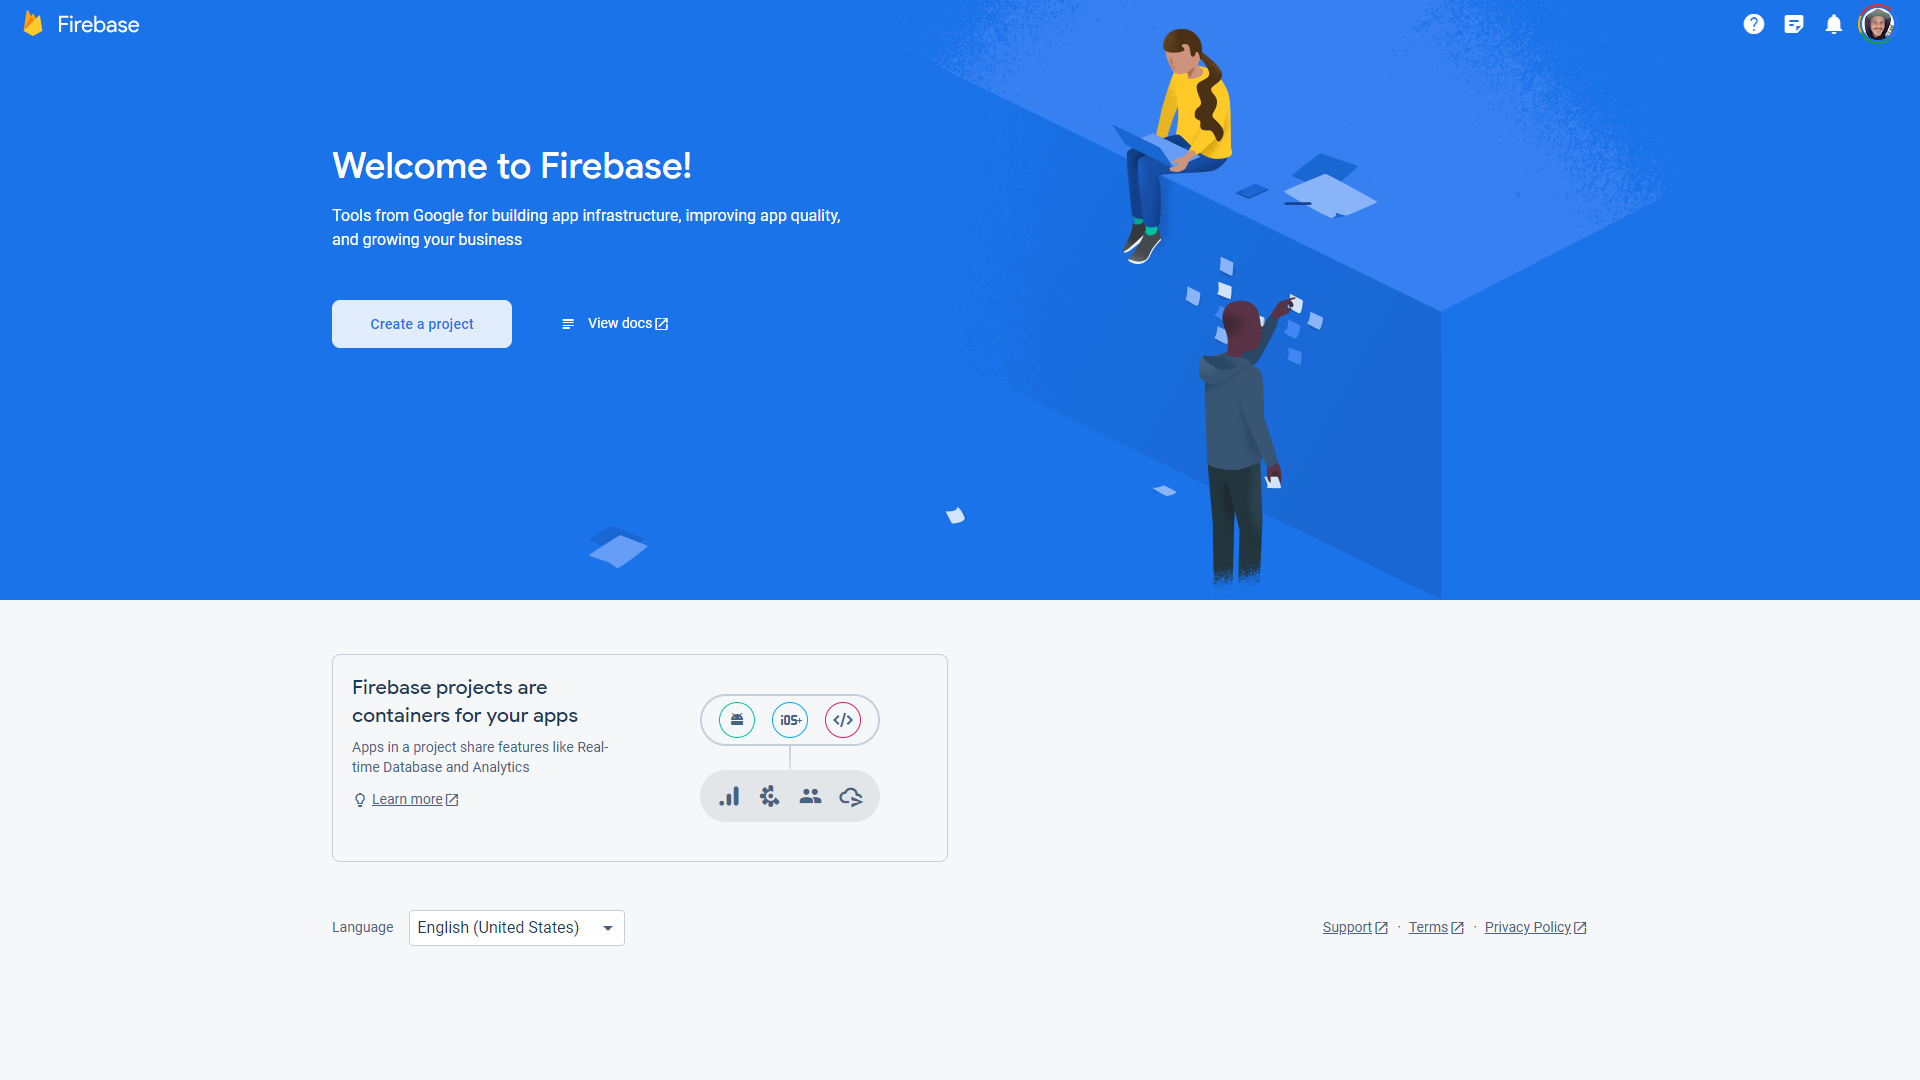 Firebase
Welcome to Firebase!
Tools from Google for building app infrastructure, improving app quality,
and growing your business
Create a project
View docs
Firebase projects are
containers for your apps
iOS+
Apps in a project share features like Real-
time Database and Analytics
Learn more
Language
English (United States)
Support · Terms · Privacy Policy